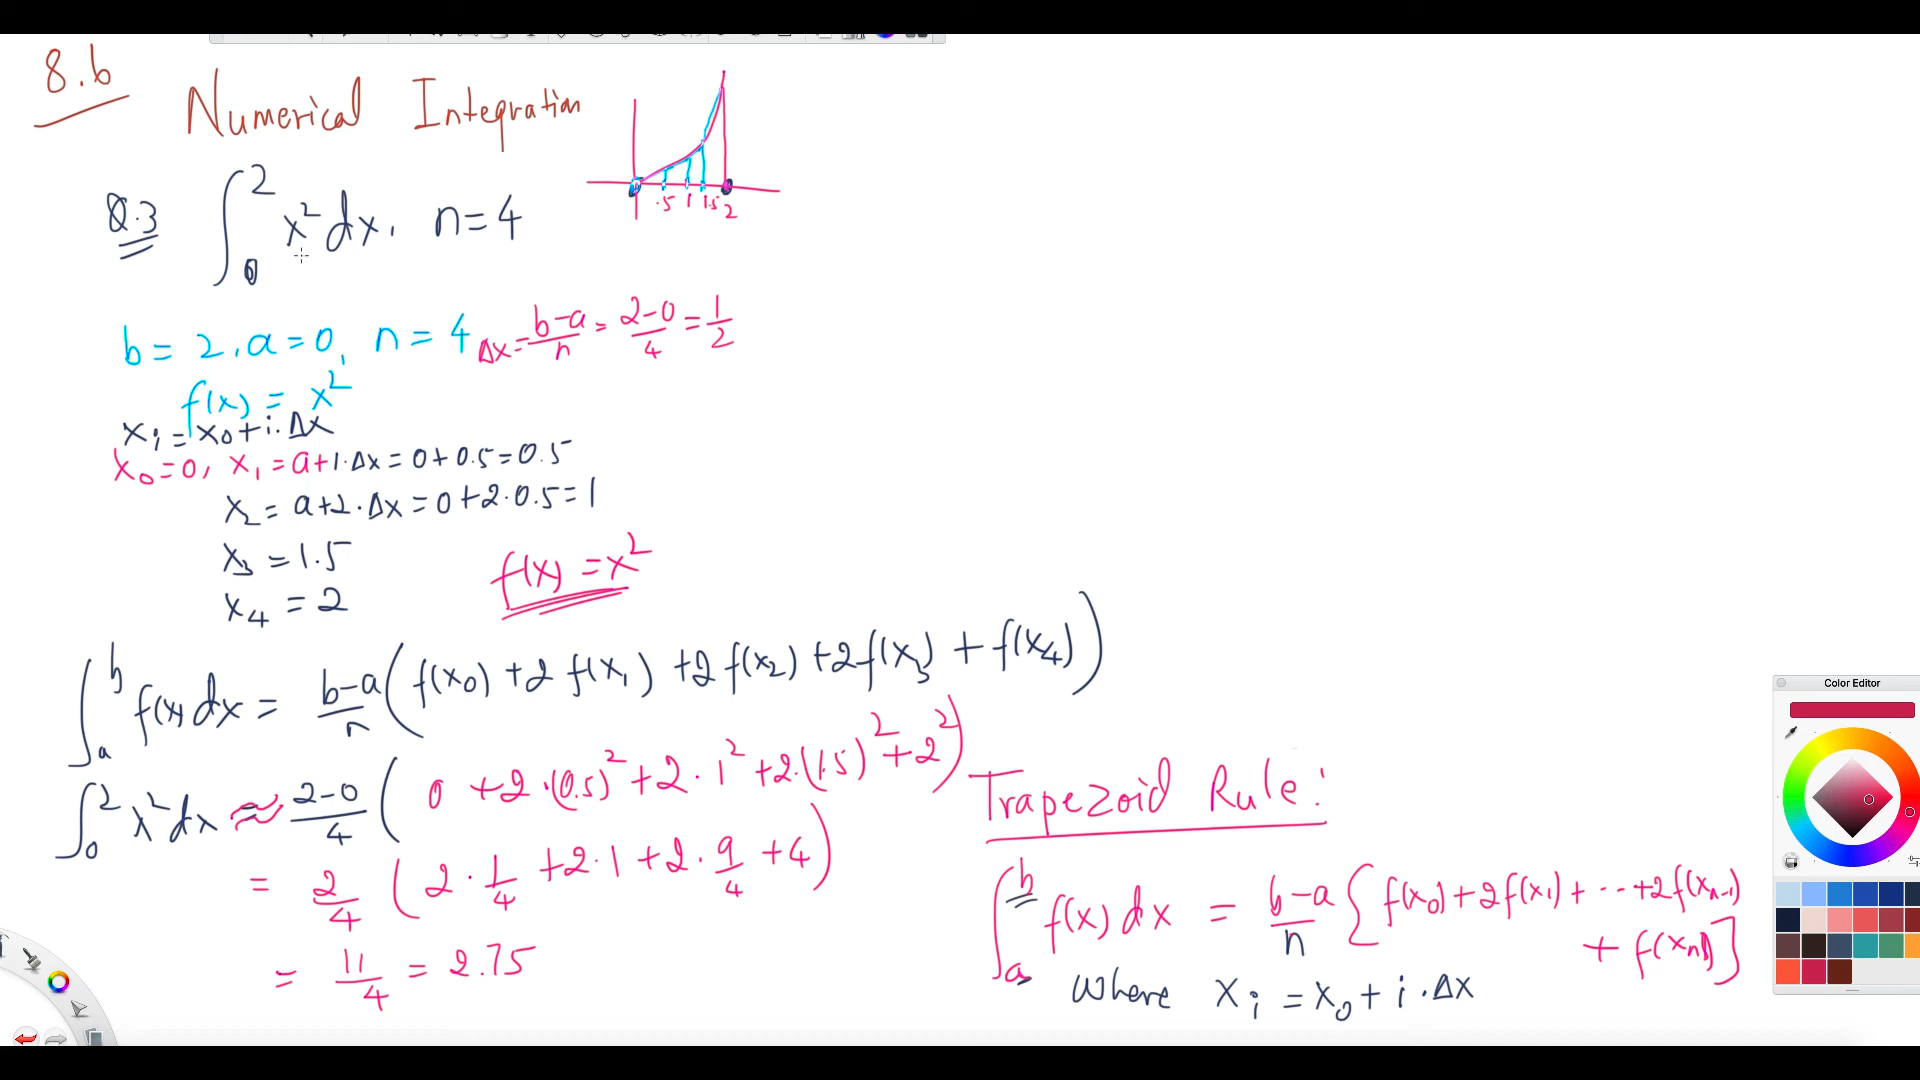 8.6
Numerical Integration
Q.3 ∫₀² x² dx, n = 4
.5 1 1.5 2
b = 2, a = 0, n = 4 Δx = (b-a)/n = (2-0)/4 = 1/2
f(x) = x²
xᵢ = x₀ + i·Δx
x₀ = 0, x₁ = a + 1·Δx = 0 + 0.5 = 0.5
x₂ = a + 2·Δx = 0 + 2·0.5 = 1
x₃ = 1.5
f(x) = x²
x₄ = 2
∫ₐᵇ f(x) dx = (b-a)/n (f(x₀) + 2f(x₁) + 2f(x₂) + 2f(x₃) + f(x₄))
∫₀² x² dx ≈ (2-0)/4 (0 + 2·(0.5)² + 2·1² + 2·(1.5)² + 2²)
= 2/4 (2·1/4 + 2·1 + 2·9/4 + 4)
= 11/4 = 2.75
Trapezoid Rule:
∫ₐᵇ f(x) dx = (b-a)/n {f(x₀) + 2f(x₁) + ... + 2f(xₙ₋₁)
+ f(xₙ)]
where xᵢ = x₀ + i·Δx
Color Editor